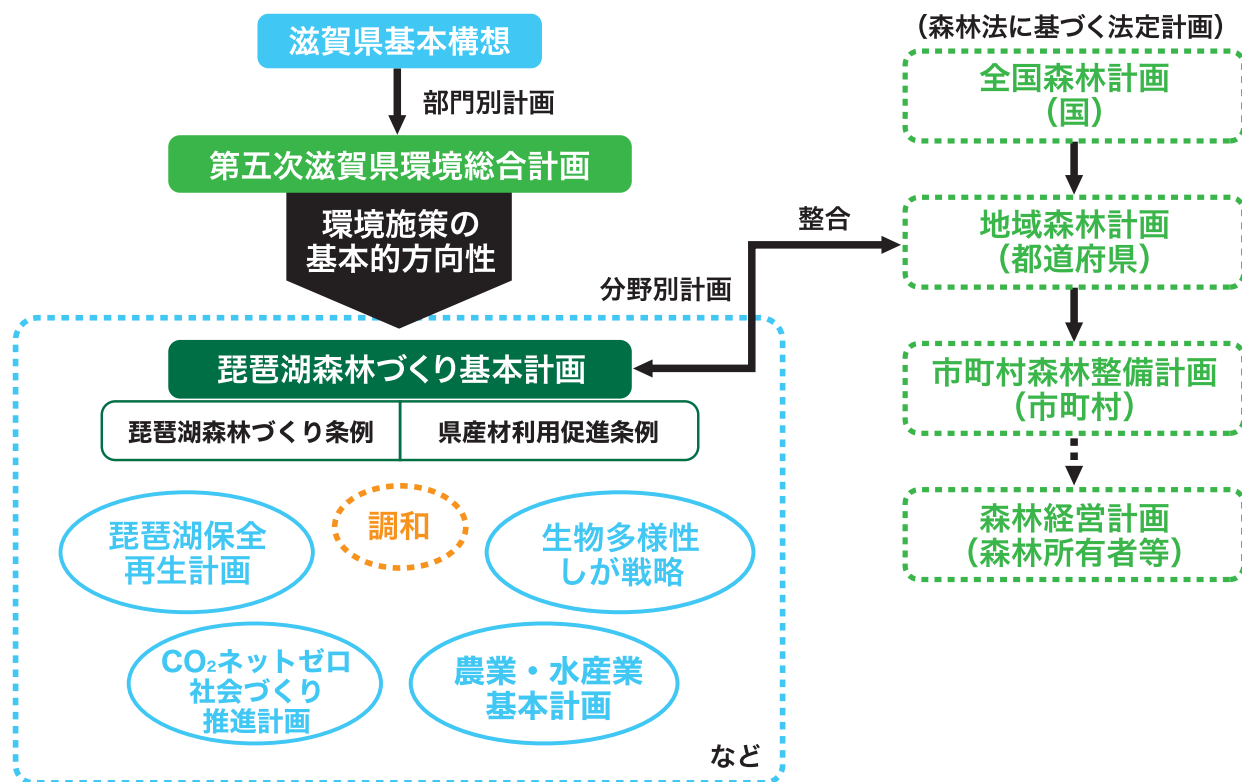 滋賀県基本構想
部門別計画
第五次滋賀県環境総合計画
環境施策の
基本的方向性
分野別計画
整合
琵琶湖森林づくり基本計画
琵琶湖森林づくり条例
県産材利用促進条例
調和
琵琶湖保全
再生計画
生物多様性
しが戦略
CO₂ネットゼロ
社会づくり
推進計画
農業・水産業
基本計画
など
（森林法に基づく法定計画）
全国森林計画
（国）
地域森林計画
（都道府県）
市町村森林整備計画
（市町村）
森林経営計画
（森林所有者等）